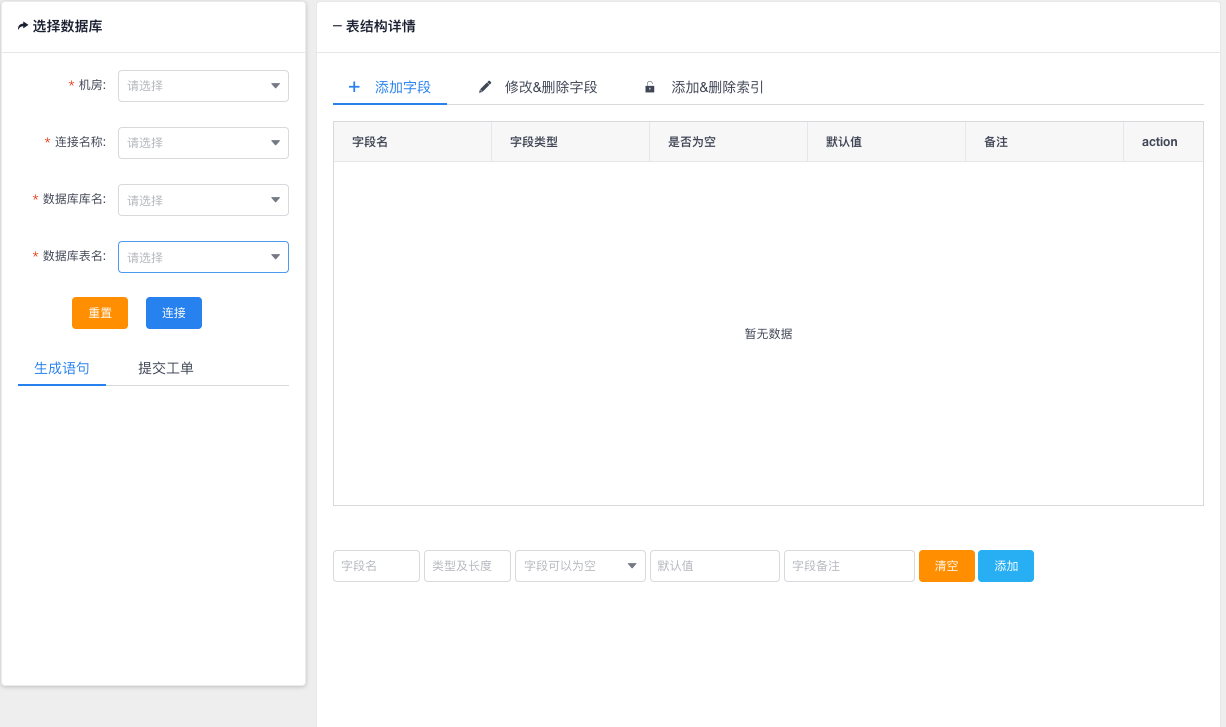 选择数据库
* 机房: 请选择
* 连接名称: 请选择
* 数据库库名: 请选择
* 数据库表名: 请选择
重置 连接
生成语句 提交工单
表结构详情
添加字段 修改&删除字段 添加&删除索引
字段名 字段类型 是否为空 默认值 备注 action
暂无数据
字段名 类型及长度 字段可以为空 默认值 字段备注 清空 添加